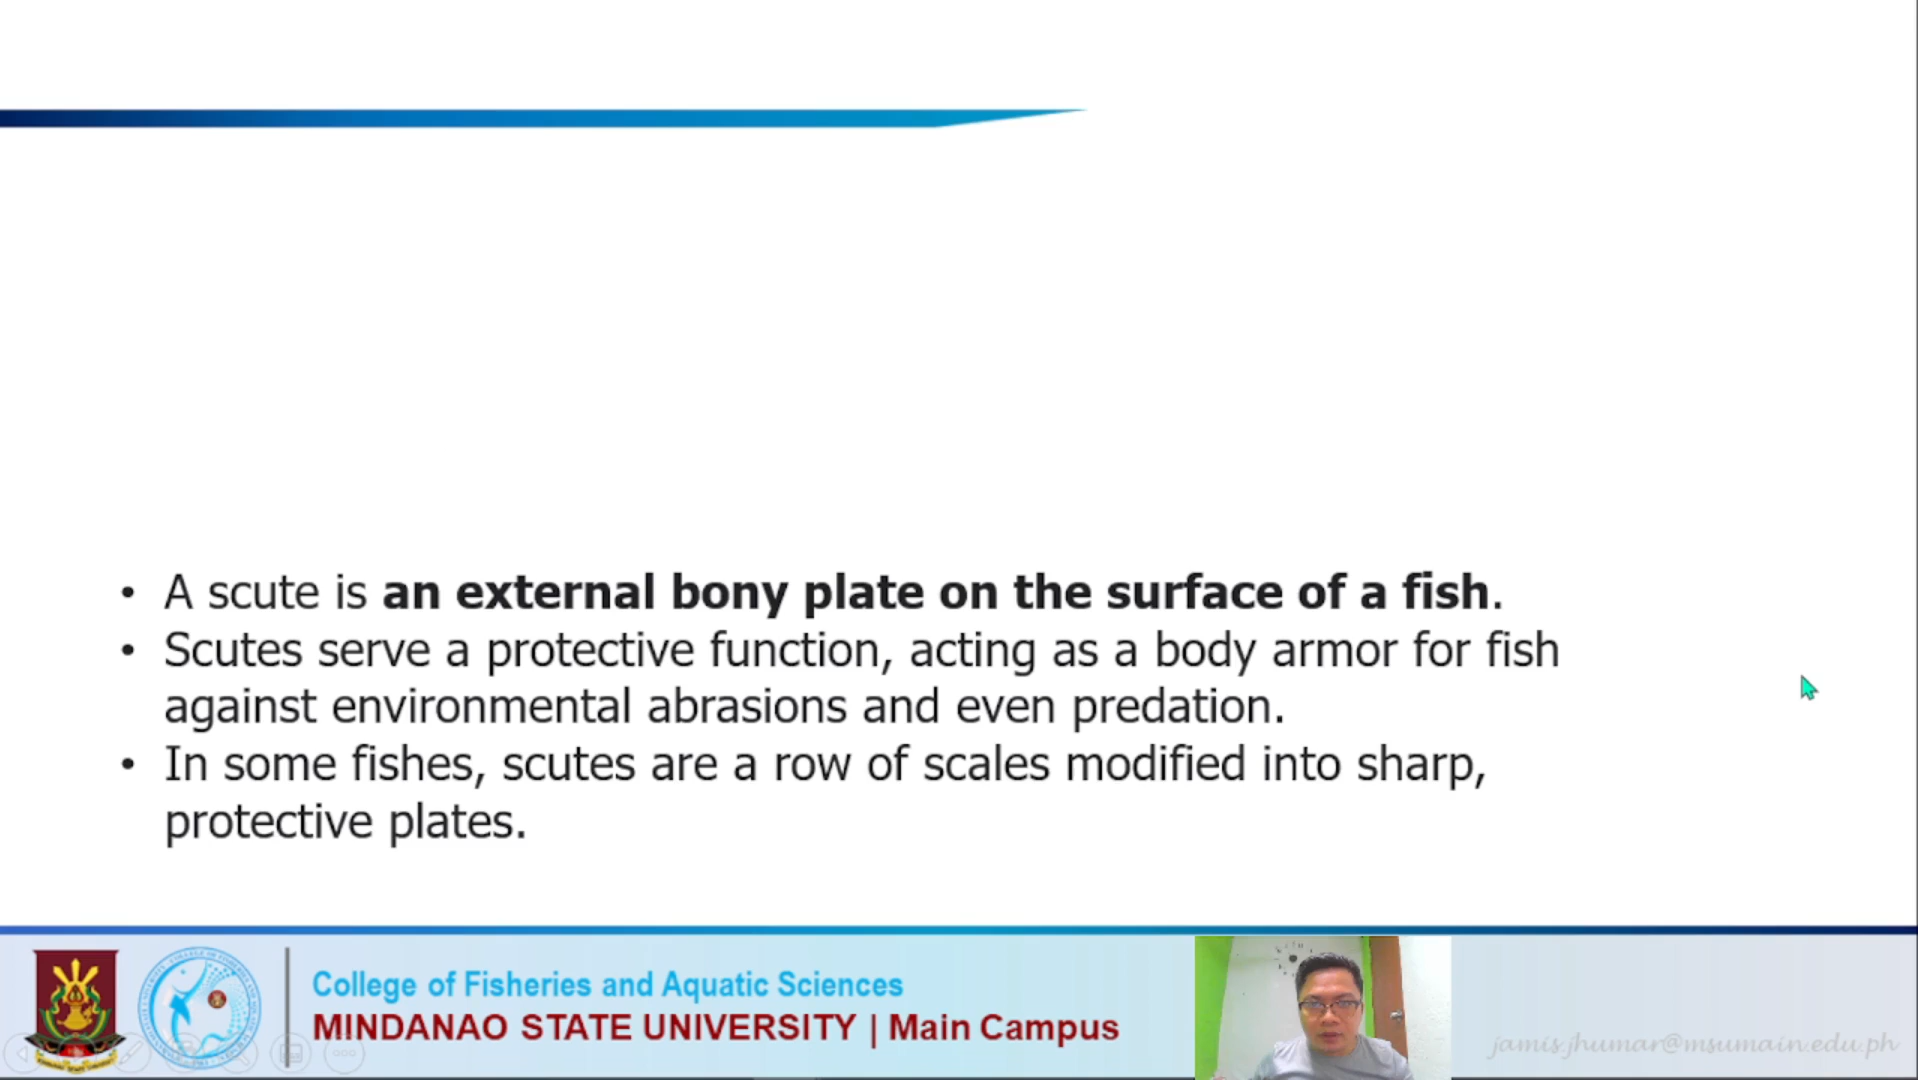 • A scute is an external bony plate on the surface of a fish.
• Scutes serve a protective function, acting as a body armor for fish
against environmental abrasions and even predation.
• In some fishes, scutes are a row of scales modified into sharp,
protective plates.
College of Fisheries and Aquatic Sciences
MINDANAO STATE UNIVERSITY | Main Campus
jamis.jhumar@msumain.edu.ph